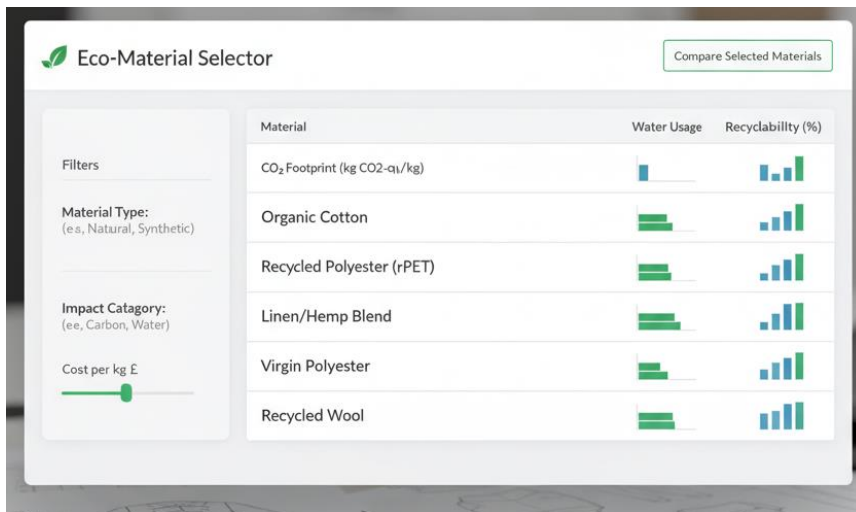 Eco-Material Selector
Compare Selected Materials
Filters
Material Type:
(es, Natural, Synthetic)
Impact Catagory:
(ee, Carbon, Water)
Cost per kg £
Material Water Usage Recyclability (%)
CO₂ Footprint (kg CO2-/kg)
Organic Cotton
Recycled Polyester (rPET)
Linen/Hemp Blend
Virgin Polyester
Recycled Wool